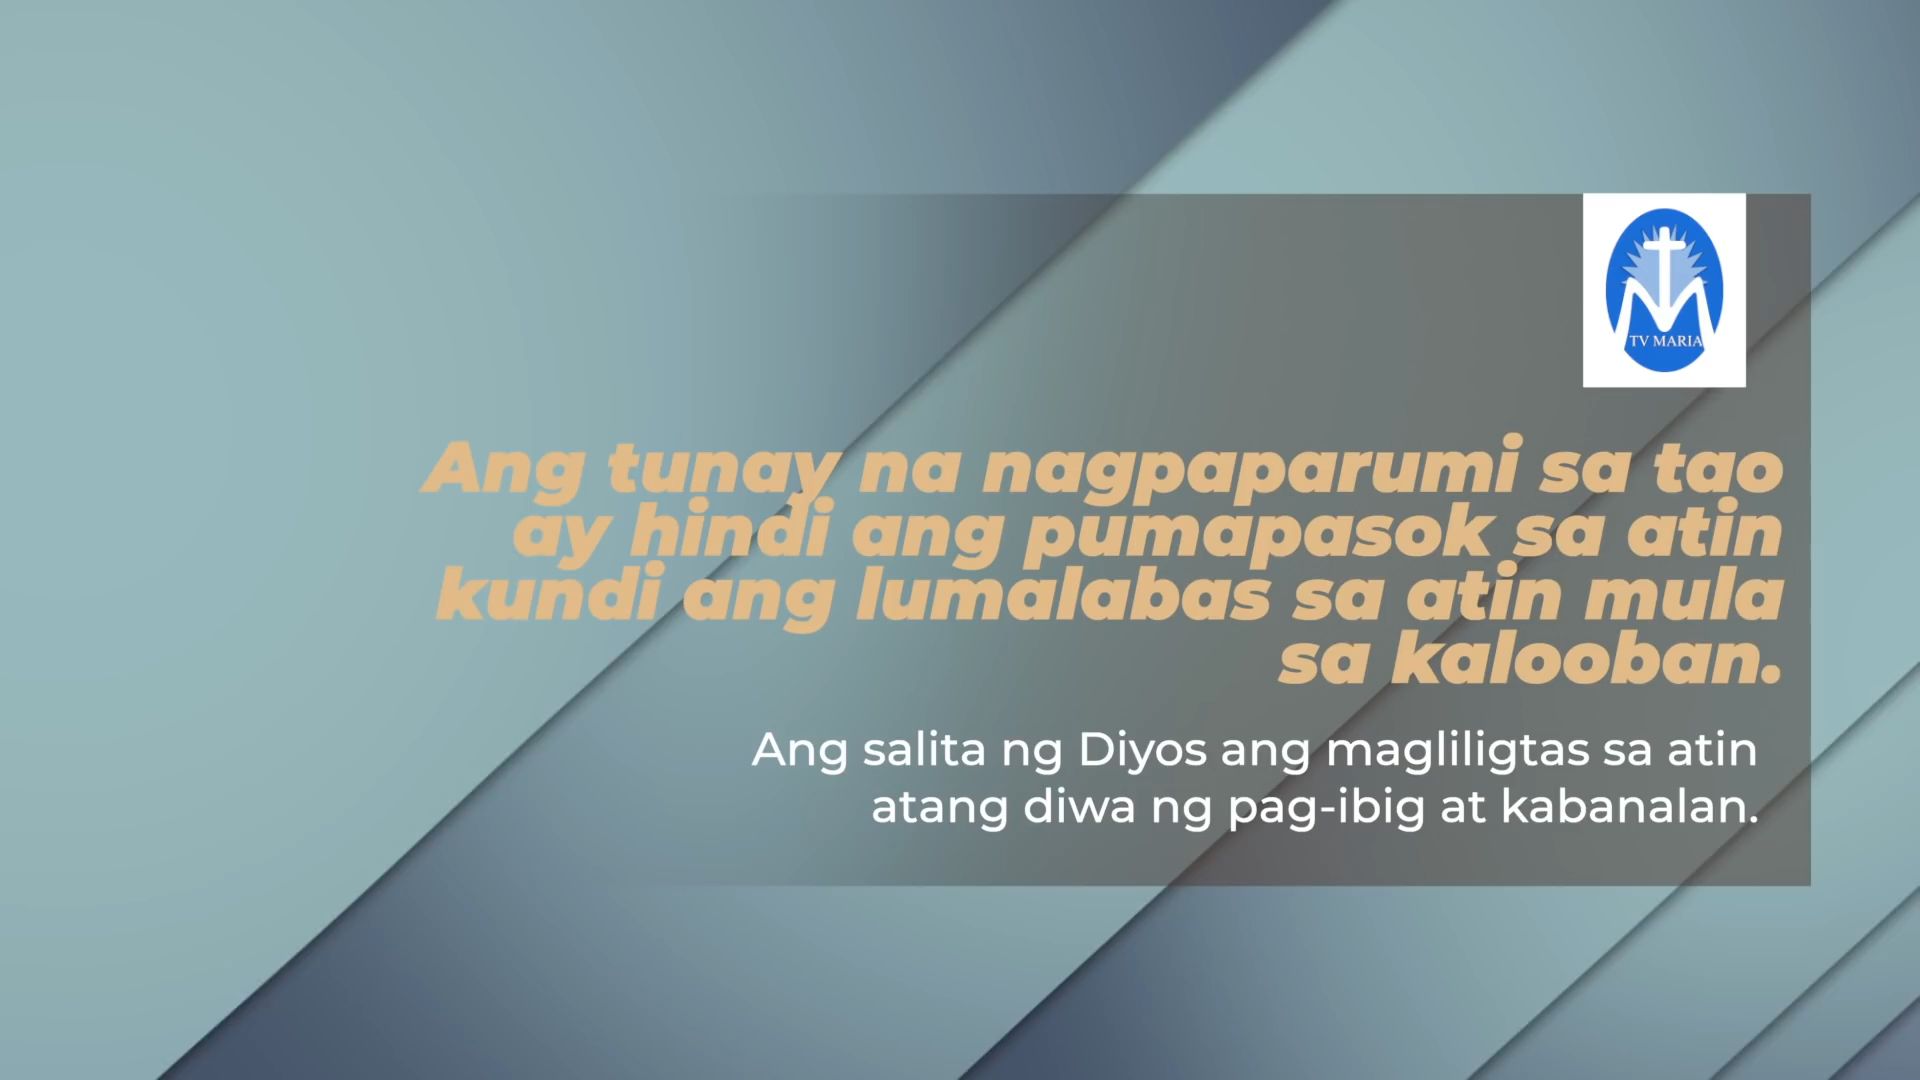 TV MARIA
Ang tunay na nagpaparumi sa tao
ay hindi ang pumapasok sa atin
kundi ang lumalabas sa atin mula
sa kalooban.
Ang salita ng Diyos ang magliligtas sa atin
atang diwa ng pag-ibig at kabanalan.